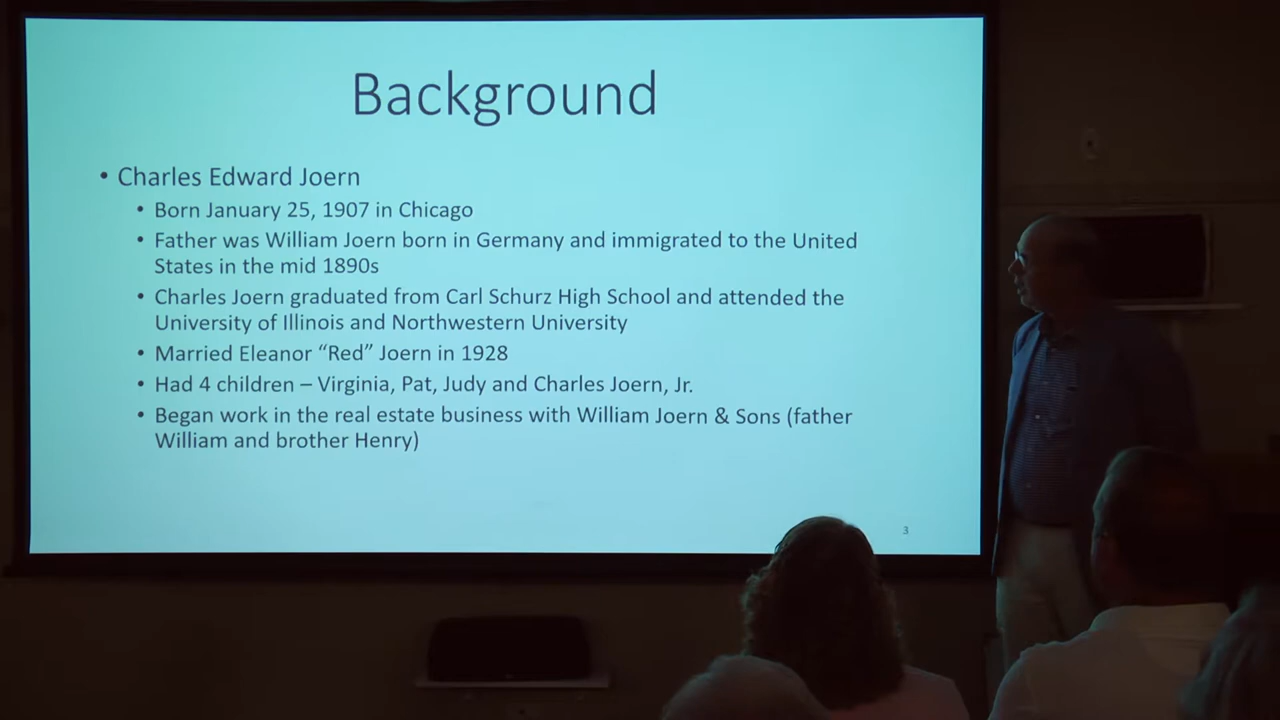 Background
• Charles Edward Joern
• Born January 25, 1907 in Chicago
• Father was William Joern born in Germany and immigrated to the United
States in the mid 1890s
• Charles Joern graduated from Carl Schurz High School and attended the
University of Illinois and Northwestern University
• Married Eleanor “Red” Joern in 1928
• Had 4 children – Virginia, Pat, Judy and Charles Joern, Jr.
• Began work in the real estate business with William Joern & Sons (father
William and brother Henry)
3